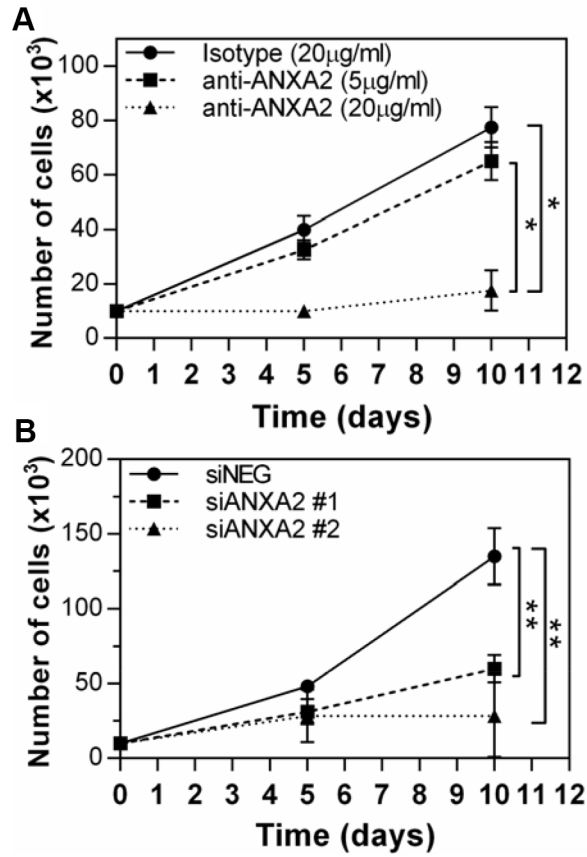 A
Isotype (20µg/ml)
anti-ANXA2 (5µg/ml)
anti-ANXA2 (20µg/ml)
Number of cells (x10³)
100
80
60
40
20
0
* *
0 1 2 3 4 5 6 7 8 9 10 11 12
Time (days)
B
siNEG
siANXA2 #1
siANXA2 #2
Number of cells (x10³)
200
150
100
50
0
** **
0 1 2 3 4 5 6 7 8 9 10 11 12
Time (days)